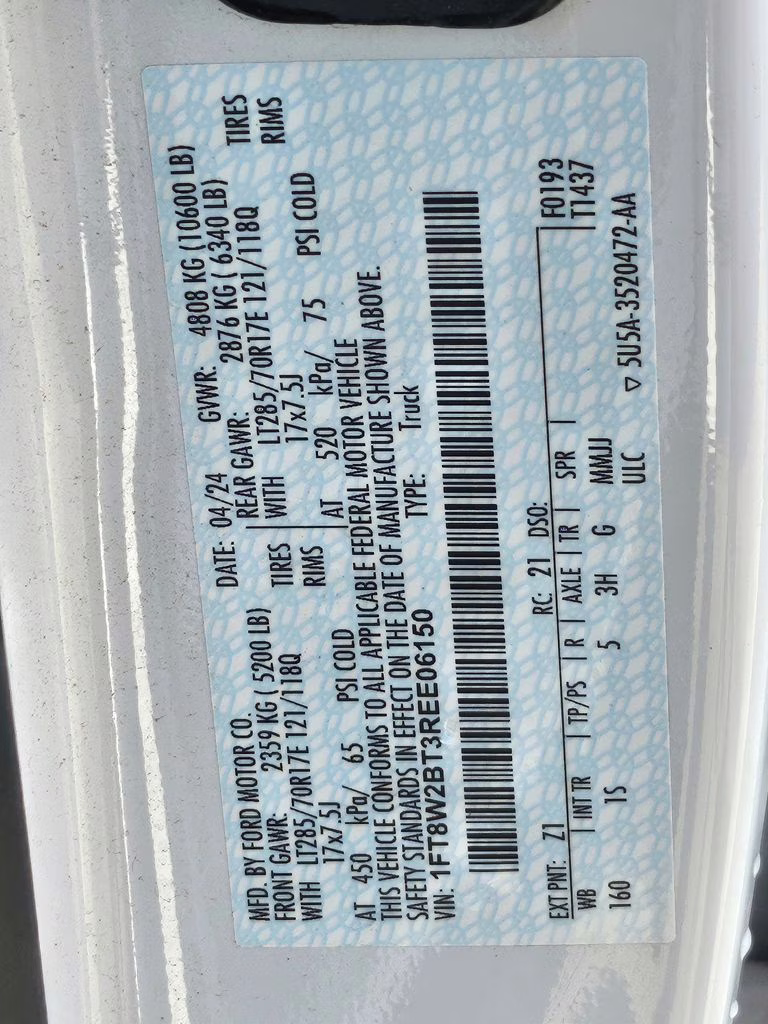 MFD. BY FORD MOTOR CO. DATE: 04/24 GVWR: 4808 KG (10600 LB)
FRONT GAWR: 2359 KG ( 5200 LB) REAR GAWR: 2876 KG ( 6340 LB)
WITH LT285/70R17E 121/118Q TIRES WITH LT285/70R17E 121/118Q TIRES
17x7.5J RIMS 17x7.5J RIMS
AT 450 kPa/ 65 PSI COLD AT 520 kPa/ 75 PSI COLD
THIS VEHICLE CONFORMS TO ALL APPLICABLE FEDERAL MOTOR VEHICLE
SAFETY STANDARDS IN EFFECT ON THE DATE OF MANUFACTURE SHOWN ABOVE.
VIN: 1FT8W2BT3REE06150 TYPE: Truck
EXT PNT: Z1 RC: 21 DSO: F0193
WB INT TR TP/PS R AXLE TR SPR T1437
160 1S 5 3H G MMJJ
ULC
▽ 5U5A-3520472-AA